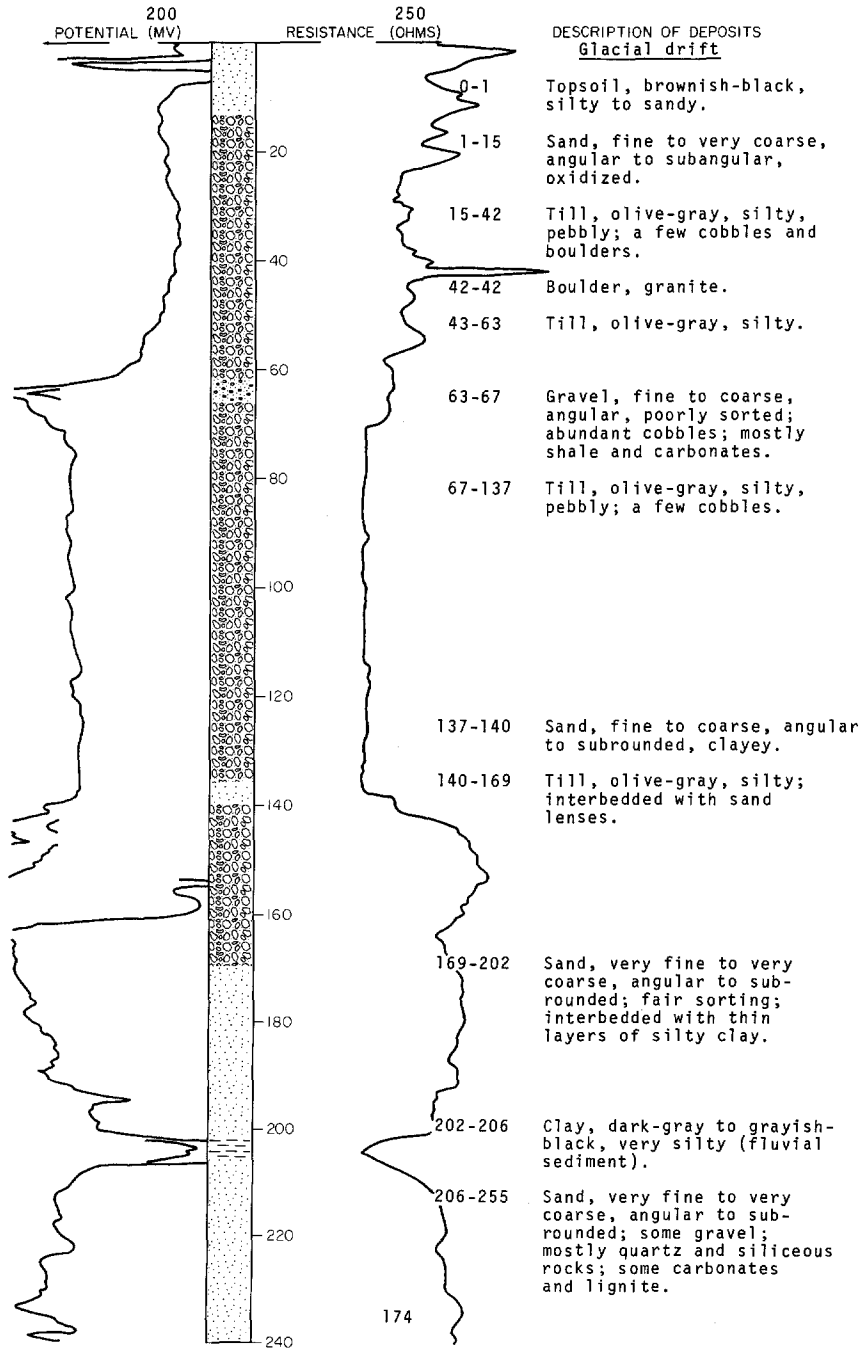 200 250
POTENTIAL (MV) RESISTANCE (OHMS) DESCRIPTION OF DEPOSITS
Glacial drift
0-1 Topsoil, brownish-black,
silty to sandy.
1-15 Sand, fine to very coarse,
angular to subangular,
oxidized.
20
15-42 Till, olive-gray, silty,
pebbly; a few cobbles and
boulders.
40
42-42 Boulder, granite.
43-63 Till, olive-gray, silty.
60
63-67 Gravel, fine to coarse,
angular, poorly sorted;
abundant cobbles; mostly
shale and carbonates.
80
67-137 Till, olive-gray, silty,
pebbly; a few cobbles.
100
120
137-140 Sand, fine to coarse, angular
to subrounded, clayey.
140-169 Till, olive-gray, silty;
140
interbedded with sand
lenses.
160
169-202 Sand, very fine to very
coarse, angular to sub-
rounded; fair sorting;
interbedded with thin
layers of silty clay.
180
200
202-206 Clay, dark-gray to grayish-
black, very silty (fluvial
sediment).
206-255 Sand, very fine to very
coarse, angular to sub-
rounded; some gravel;
mostly quartz and siliceous
rocks; some carbonates
and lignite.
220
174
240